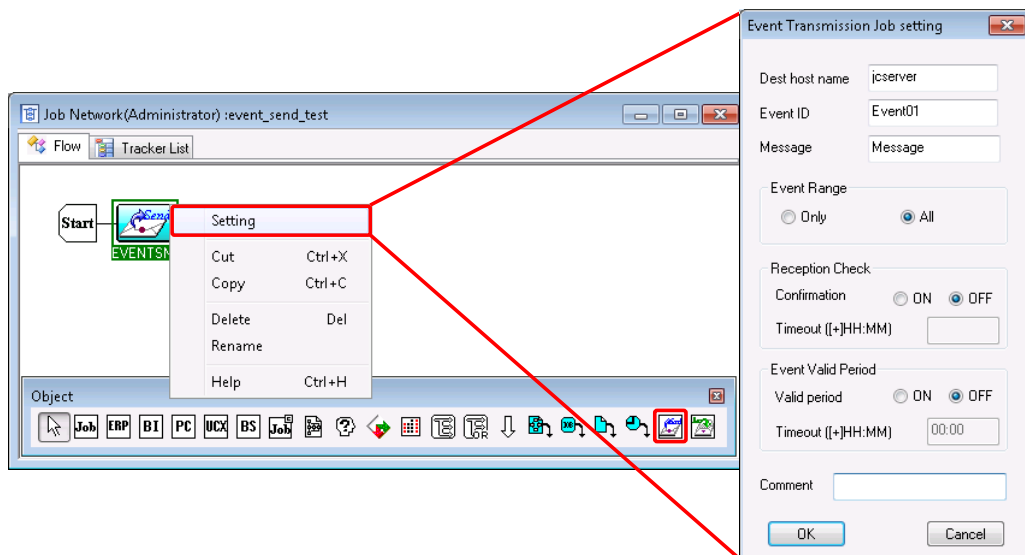 Job Network(Administrator) :event_send_test
Flow
Tracker List
Start
Send
EVENTSN
Setting
Cut Ctrl+X
Copy Ctrl+C
Delete Del
Rename
Help Ctrl+H
Object
Job
ERP
BI
PC
UCX
BS
Job
Event Transmission Job setting
Dest host name jcserver
Event ID Event01
Message Message
Event Range
Only All
Reception Check
Confirmation ON OFF
Timeout ([+]HH:MM)
Event Valid Period
Valid period ON OFF
Timeout ([+]HH:MM) 00:00
Comment
OK Cancel